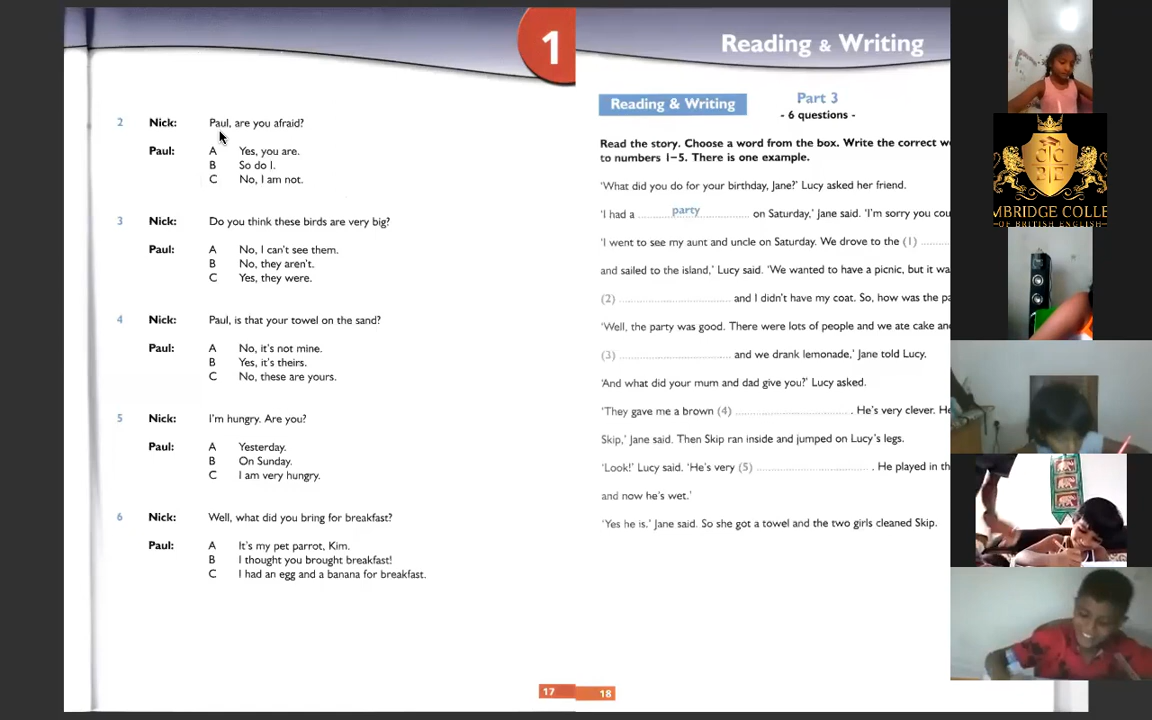 1
2 Nick: Paul, are you afraid?
Paul: A Yes, you are.
B So do I.
C No, I am not.
3 Nick: Do you think these birds are very big?
Paul: A No, I can't see them.
B No, they aren't.
C Yes, they were.
4 Nick: Paul, is that your towel on the sand?
Paul: A No, it's not mine.
B Yes, it's theirs.
C No, these are yours.
5 Nick: I'm hungry. Are you?
Paul: A Yesterday.
B On Sunday.
C I am very hungry.
6 Nick: Well, what did you bring for breakfast?
Paul: A It's my pet parrot, Kim.
B I thought you brought breakfast!
C I had an egg and a banana for breakfast.
17
Reading & Writing
Reading & Writing
Part 3
- 6 questions -
Read the story. Choose a word from the box. Write the correct w
to numbers 1–5. There is one example.
'What did you do for your birthday, Jane?' Lucy asked her friend.
'I had a party on Saturday,' Jane said. 'I'm sorry you cou
'I went to see my aunt and uncle on Saturday. We drove to the (1) ..........
and sailed to the island,' Lucy said. 'We wanted to have a picnic, but it wa
(2) .................................. and I didn't have my coat. So, how was the pa
'Well, the party was good. There were lots of people and we ate cake an
(3) .................................. and we drank lemonade,' Jane told Lucy.
'And what did your mum and dad give you?' Lucy asked.
'They gave me a brown (4) .................................. . He's very clever. He
Skip,' Jane said. Then Skip ran inside and jumped on Lucy's legs.
'Look!' Lucy said. 'He's very (5) .................................. . He played in th
and now he's wet.'
'Yes he is.' Jane said. So she got a towel and the two girls cleaned Skip.
18
MBRIDGE COLLE
OF BRITISH ENGLISH